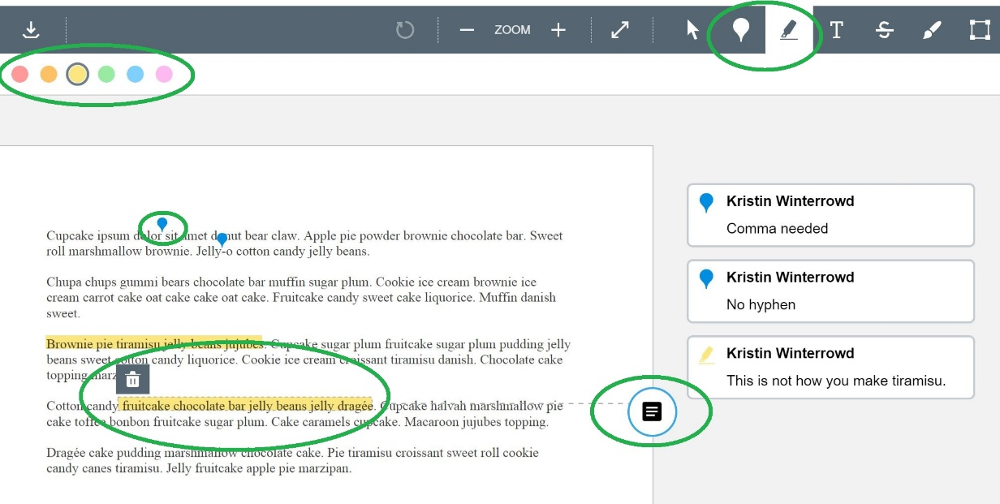 ZOOM
T
S
Cupcake ipsum dolor sit amet donut bear claw. Apple pie powder brownie chocolate bar. Sweet
roll marshmallow brownie. Jelly-o cotton candy jelly beans.
Chupa chups gummi bears chocolate bar muffin sugar plum. Cookie ice cream brownie ice
cream carrot cake oat cake cake oat cake. Fruitcake candy sweet cake liquorice. Muffin danish
sweet.
Brownie pie tiramisu jelly beans jujubes. Cupcake sugar plum fruitcake sugar plum pudding jelly
beans sweet cotton candy liquorice. Cookie ice cream croissant tiramisu danish. Chocolate cake
topping
Cotton candy fruitcake chocolate bar jelly beans jelly dragée. Cupcake halvah marshmallow pie
cake toffee bonbon fruitcake sugar plum. Cake caramels cupcake. Macaroon jujubes topping.
Dragée cake pudding marshmallow chocolate cake. Pie tiramisu croissant sweet roll cookie
candy canes tiramisu. Jelly fruitcake apple pie marzipan.
Kristin Winterrowd
Comma needed
Kristin Winterrowd
No hyphen
Kristin Winterrowd
This is not how you make tiramisu.